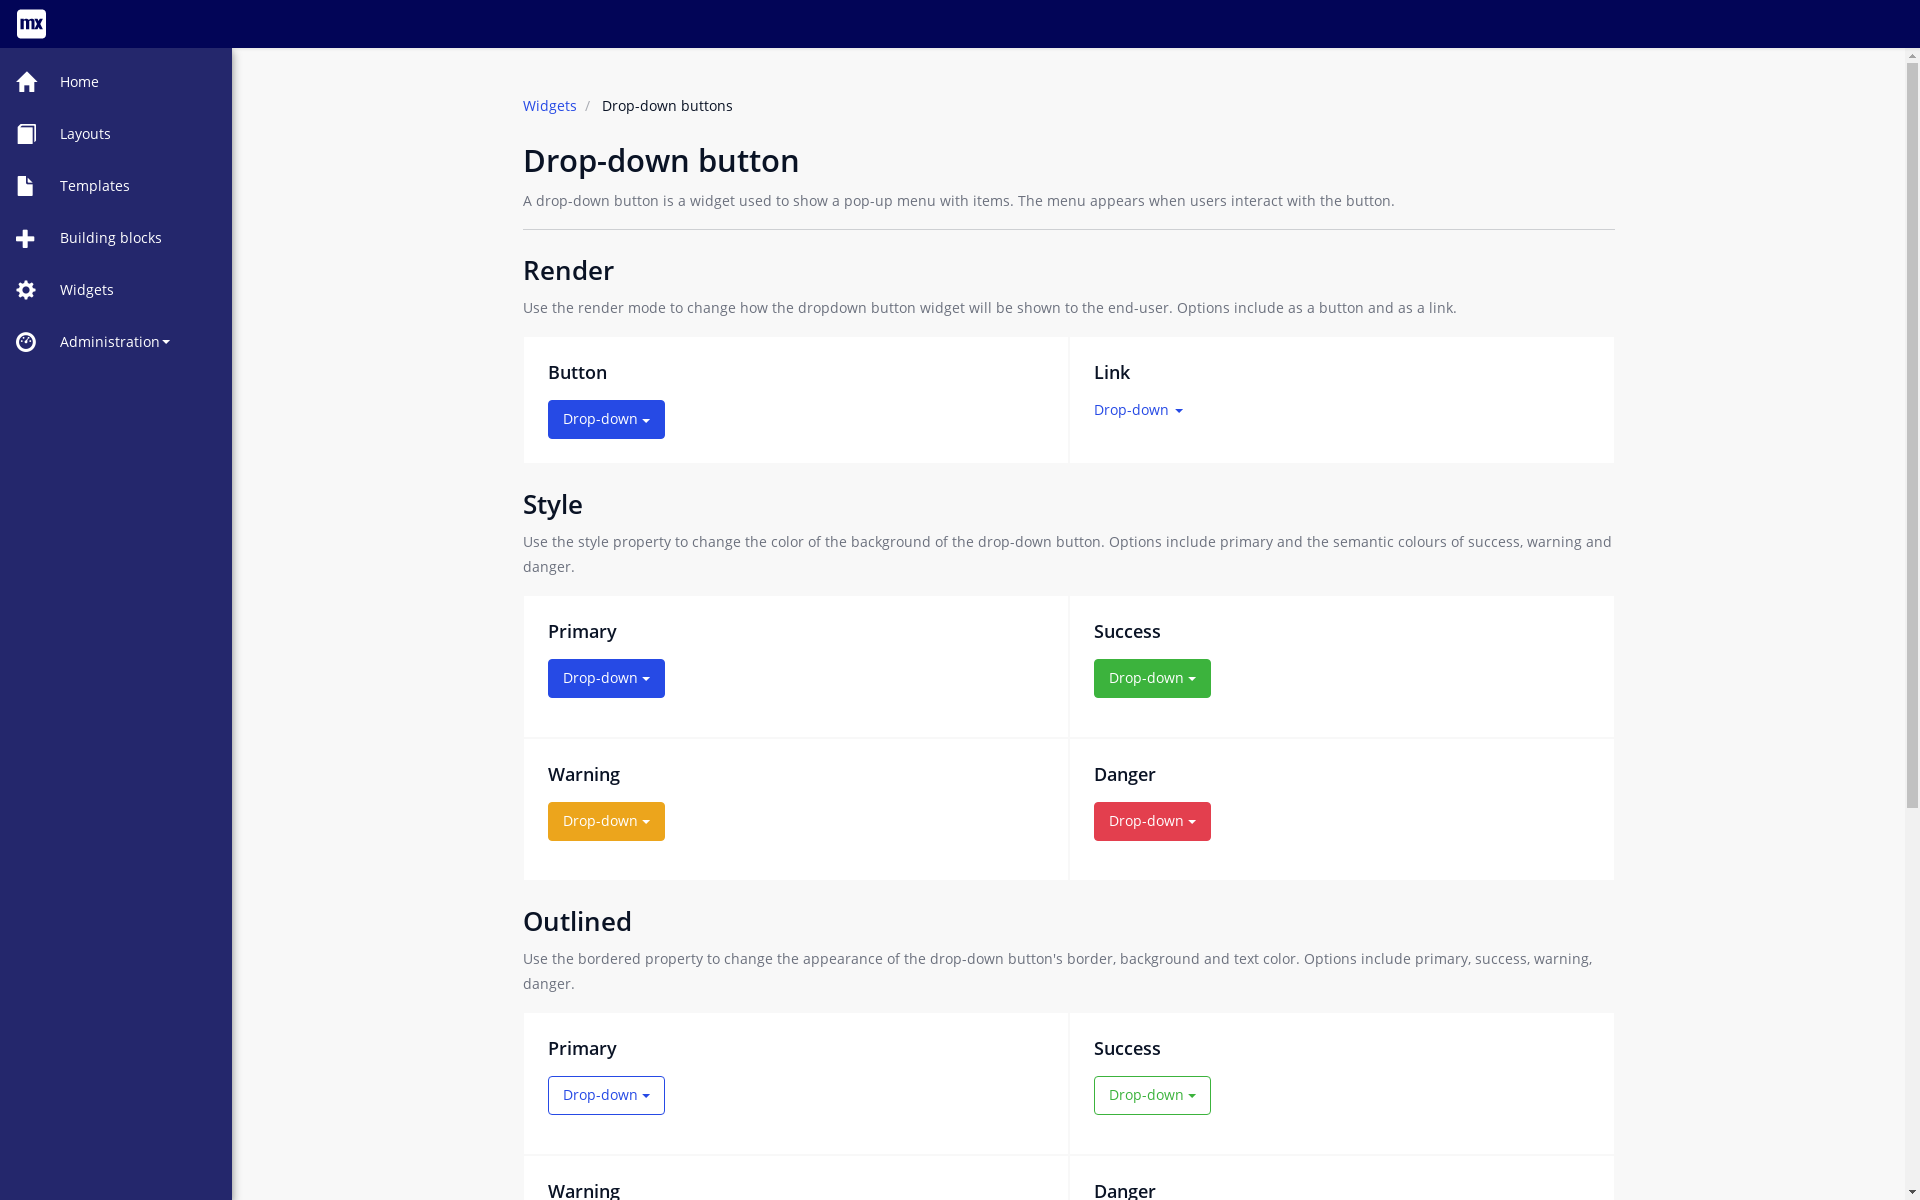 mx
Home
Layouts
Templates
Building blocks
Widgets
Administration
Widgets / Drop-down buttons
Drop-down button
A drop-down button is a widget used to show a pop-up menu with items. The menu appears when users interact with the button.
Render
Use the render mode to change how the dropdown button widget will be shown to the end-user. Options include as a button and as a link.
Button
Drop-down
Link
Drop-down
Style
Use the style property to change the color of the background of the drop-down button. Options include primary and the semantic colours of success, warning and
danger.
Primary
Drop-down
Success
Drop-down
Warning
Drop-down
Danger
Drop-down
Outlined
Use the bordered property to change the appearance of the drop-down button's border, background and text color. Options include primary, success, warning,
danger.
Primary
Drop-down
Success
Drop-down
Warning
Danger